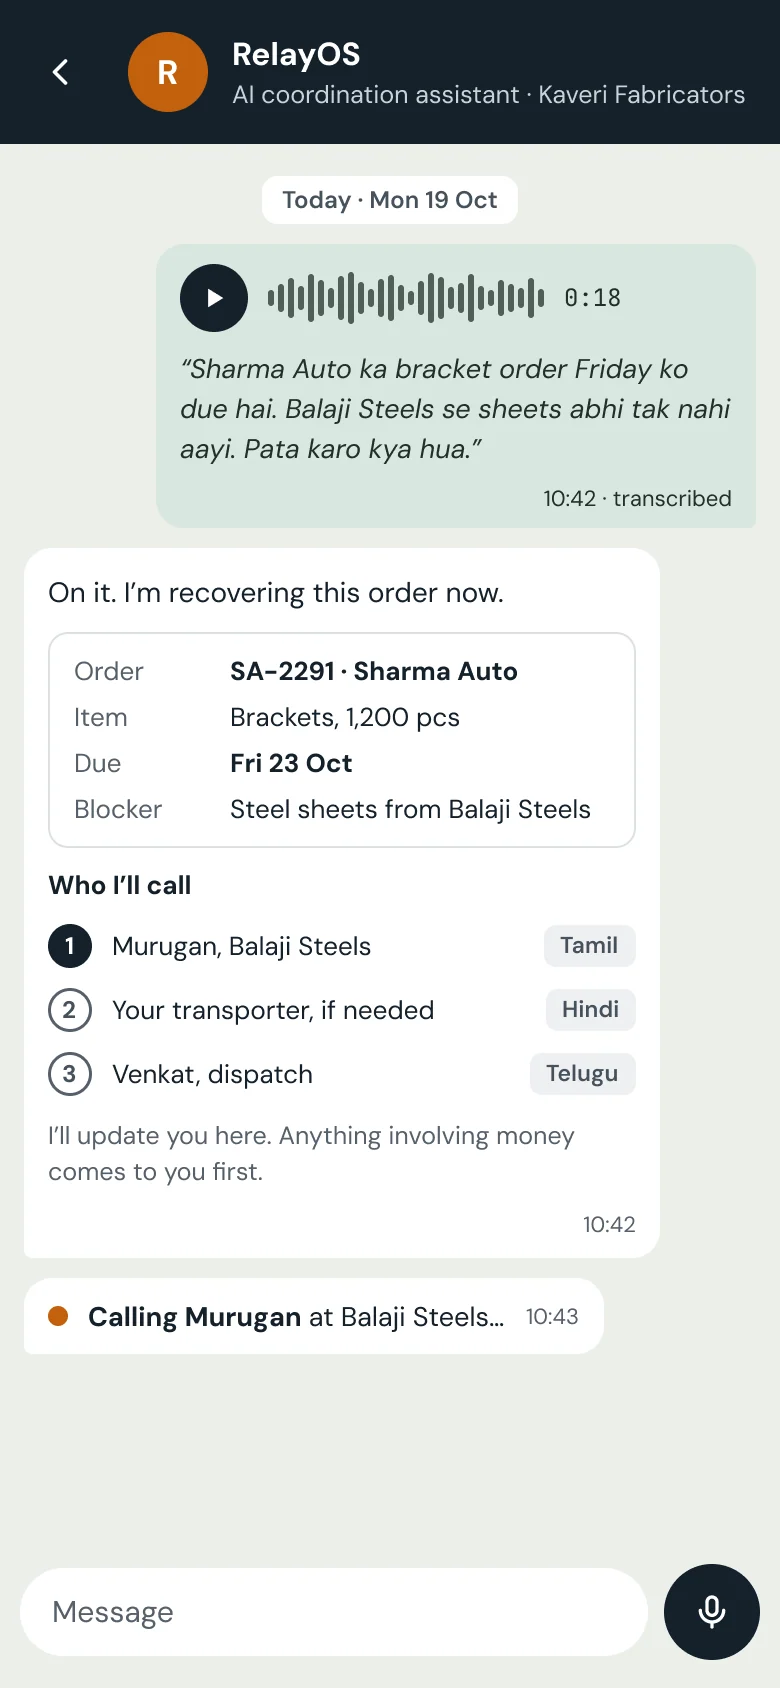 R
RelayOS
AI coordination assistant · Kaveri Fabricators
Today · Mon 19 Oct
0:18
“Sharma Auto ka bracket order Friday ko
due hai. Balaji Steels se sheets abhi tak nahi
aayi. Pata karo kya hua.”
10:42 · transcribed
On it. I’m recovering this order now.
Order SA-2291 · Sharma Auto
Item Brackets, 1,200 pcs
Due Fri 23 Oct
Blocker Steel sheets from Balaji Steels
Who I’ll call
1 Murugan, Balaji Steels Tamil
2 Your transporter, if needed Hindi
3 Venkat, dispatch Telugu
I’ll update you here. Anything involving money
comes to you first.
10:42
Calling Murugan at Balaji Steels... 10:43
Message